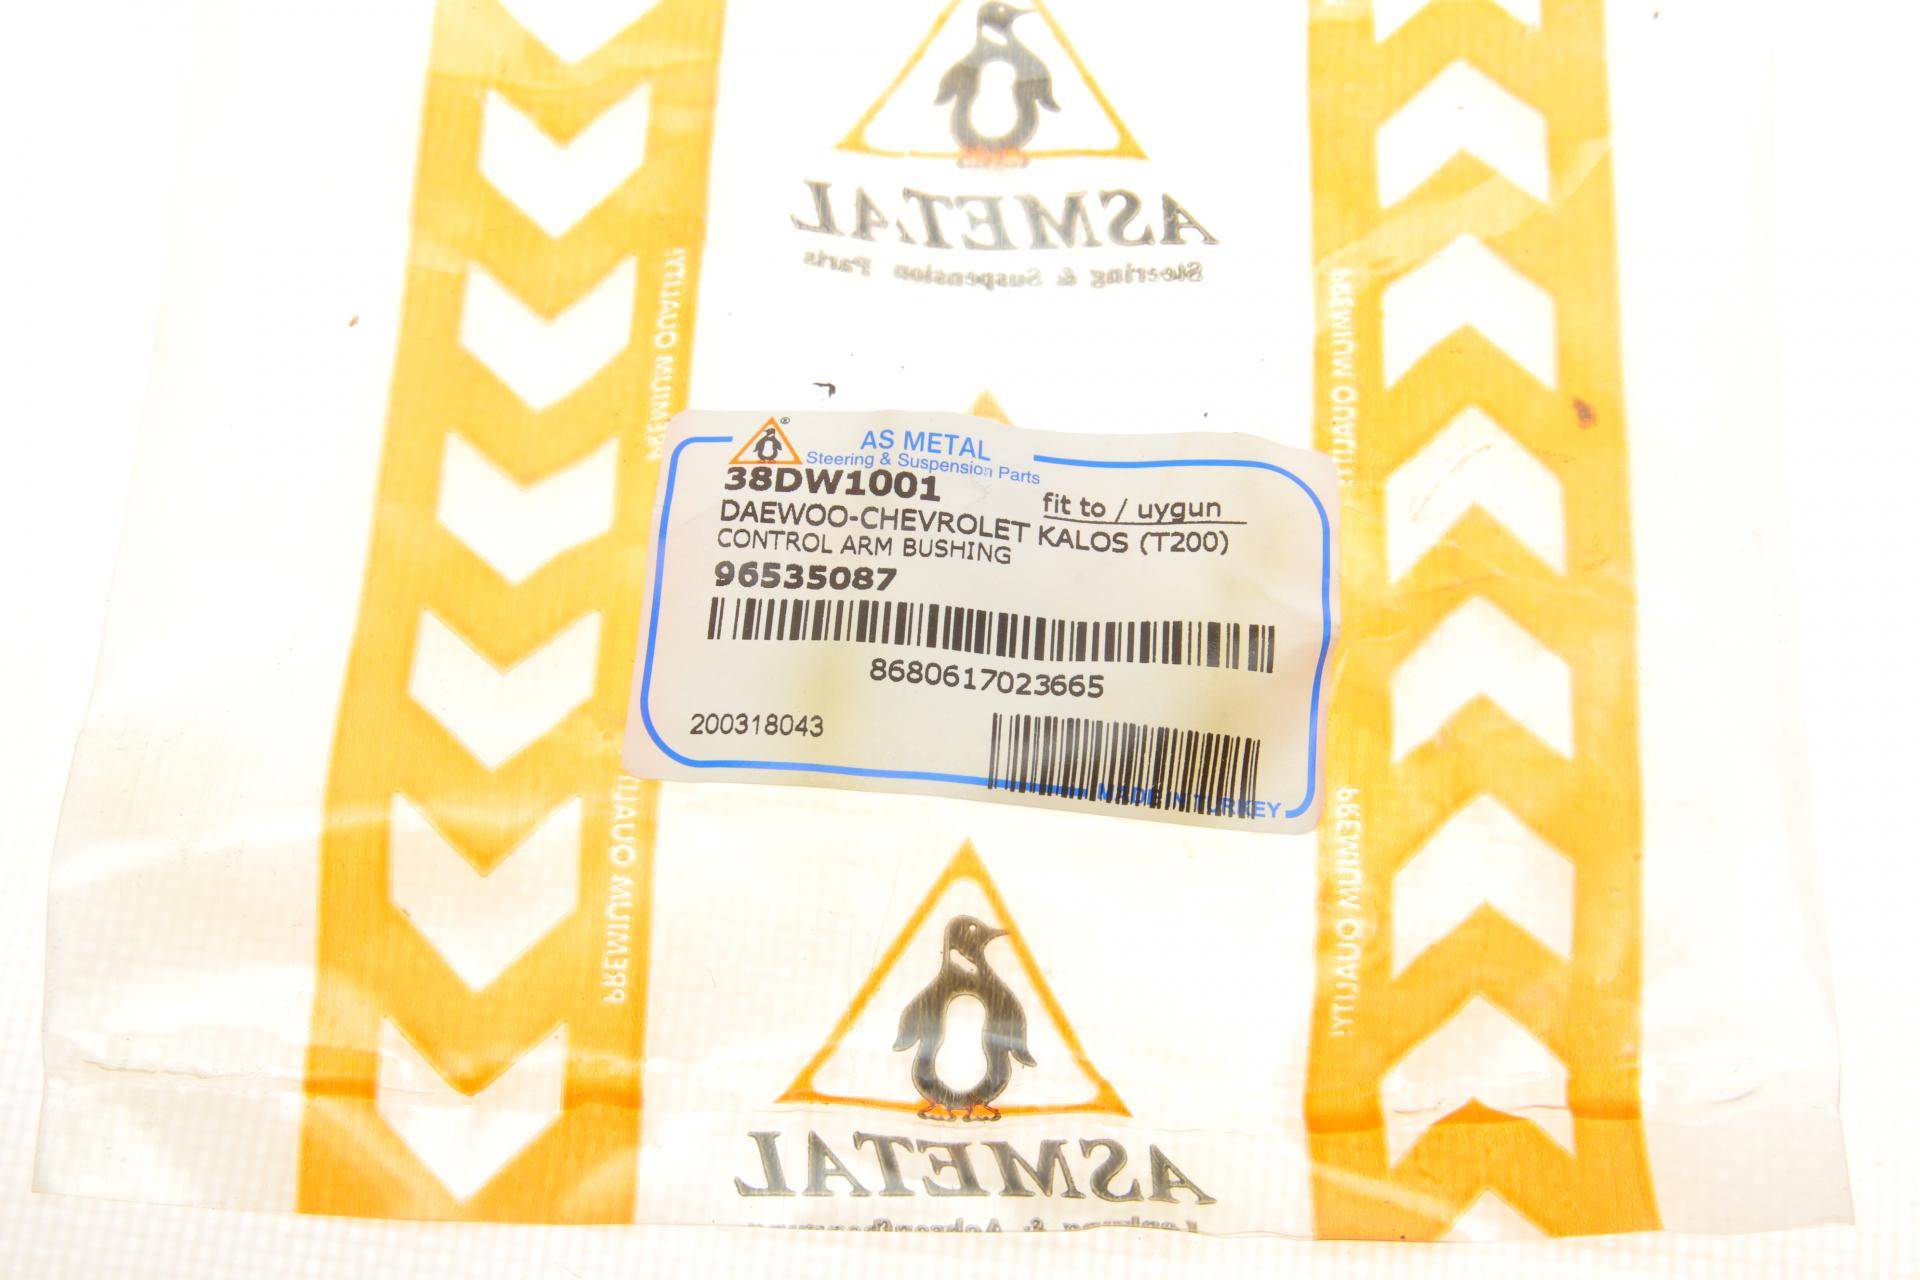 ASMETAL
Steering & Suspension Parts
PREMIUM QUALITY!
PREMIUM QUALITY!
®
AS METAL
Steering & Suspension Parts
38DW1001
fit to / uygun
DAEWOO-CHEVROLET KALOS (T200)
CONTROL ARM BUSHING
96535087
8680617023665
200318043
MADE IN TURKEY
PREMIUM QUALI
PREMIUM QUALITY!
ASMETAL